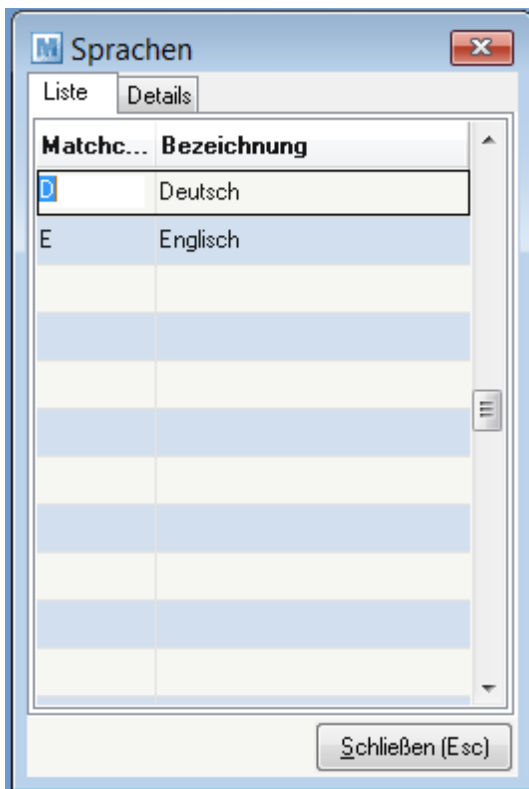 M Sprachen
Liste Details
Matchc... Bezeichnung
D Deutsch
E Englisch
Schließen (Esc)